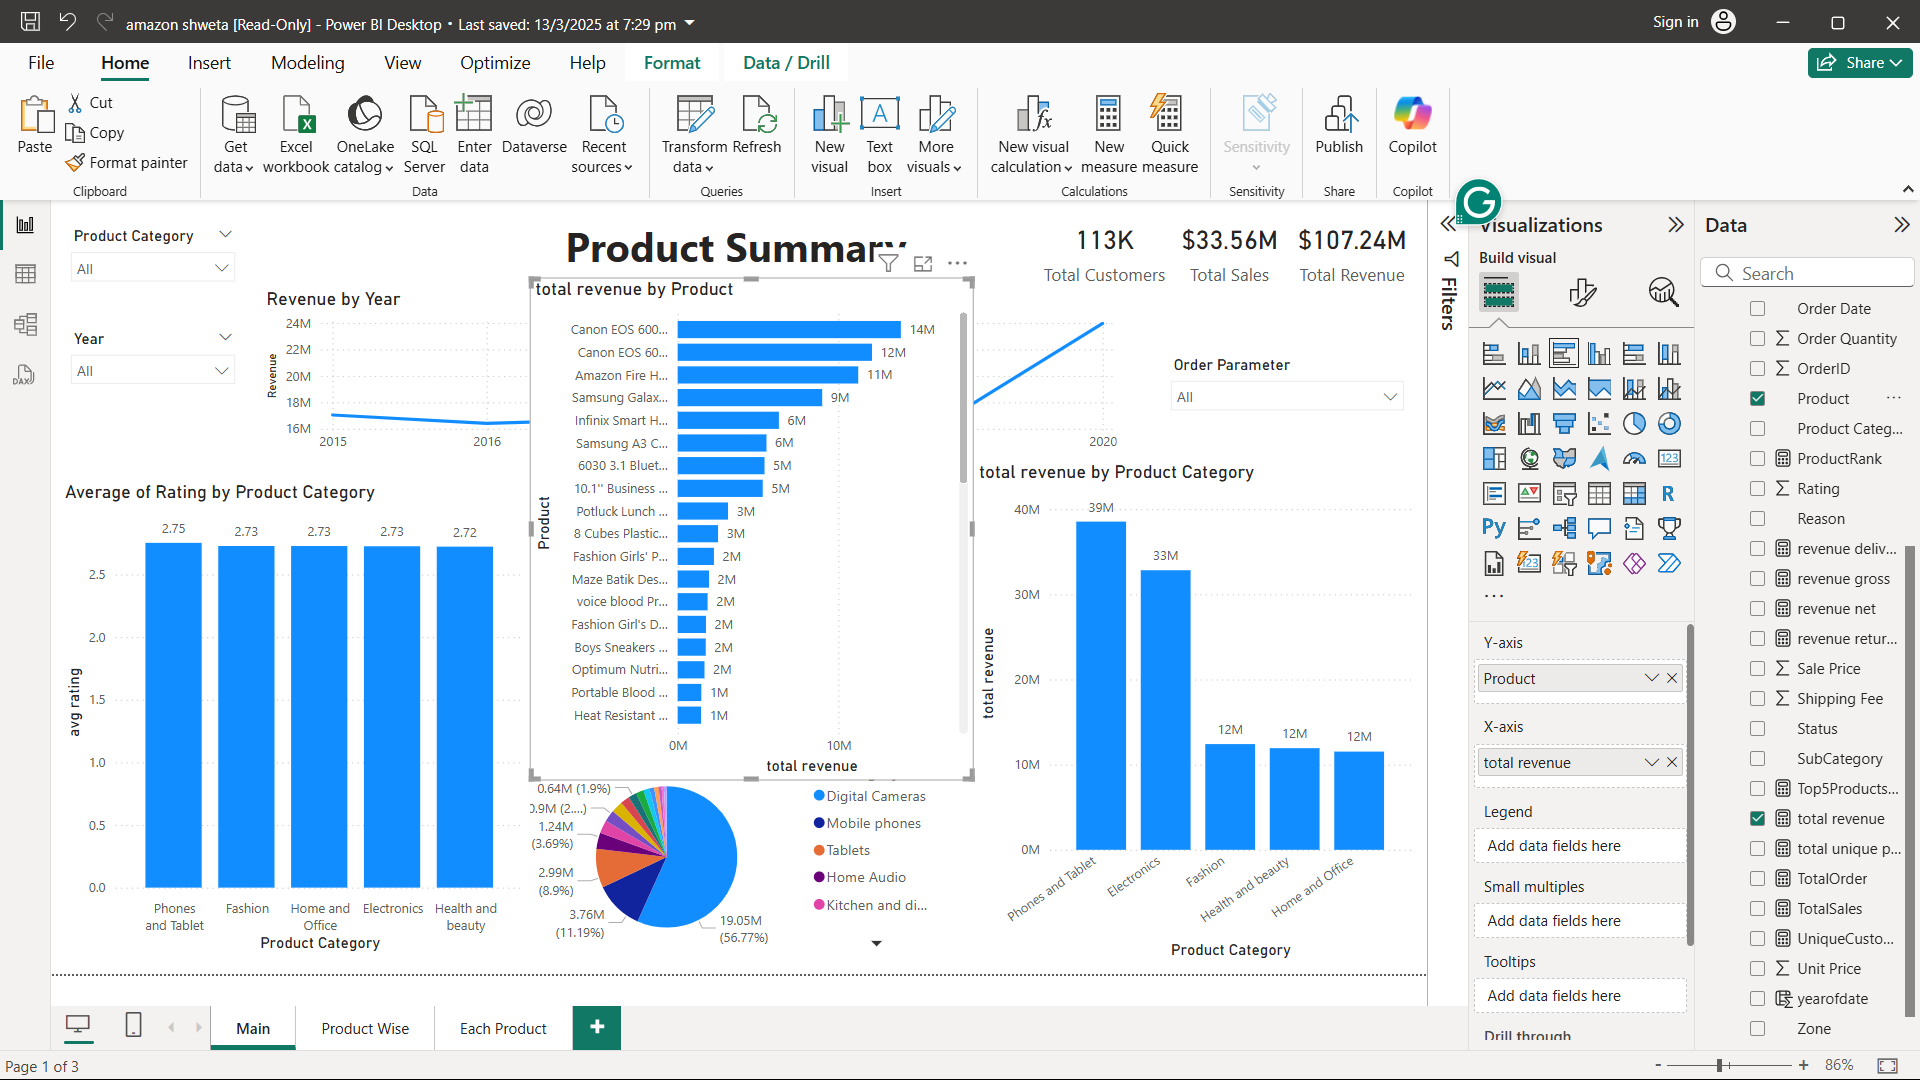 amazon shweta [Read-Only] - Power BI Desktop • Last saved: 13/3/2025 at 7:29 pm
Sign in
File
Home
Insert
Modeling
View
Optimize
Help
Format
Data / Drill
Share
Paste
Cut
Copy
Format painter
Clipboard
Get data
Excel workbook
OneLake catalog
SQL Server
Enter data
Dataverse
Recent sources
Data
Transform data
Refresh
Queries
New visual
Text box
More visuals
Insert
New visual calculation
New measure
Quick measure
Calculations
Sensitivity
Sensitivity
Publish
Share
Copilot
Copilot
Product Category
All
Year
All
Product Summary
113K
Total Customers
$33.56M
Total Sales
$107.24M
Total Revenue
Revenue by Year
24M
22M
20M
18M
16M
Revenue
2015
2016
2020
Order Parameter
All
total revenue by Product
Product
Canon EOS 600... 14M
Canon EOS 60... 12M
Amazon Fire H... 11M
Samsung Galax... 9M
Infinix Smart H... 6M
Samsung A3 C... 6M
6030 3.1 Bluet... 5M
10.1'' Business ... 5M
Potluck Lunch ... 3M
8 Cubes Plastic... 3M
Fashion Girls' P... 2M
Maze Batik Des... 2M
voice blood Pr... 2M
Fashion Girl's D... 2M
Boys Sneakers ... 2M
Optimum Nutri... 2M
Portable Blood ... 1M
Heat Resistant ... 1M
0M
10M
total revenue
Average of Rating by Product Category
avg rating
2.5
2.0
1.5
1.0
0.5
0.0
2.75
2.73
2.73
2.73
2.72
Phones and Tablet
Fashion
Home and Office
Electronics
Health and beauty
Product Category
0.64M (1.9%)
0.9M (2....)
1.24M (3.69%)
2.99M (8.9%)
3.76M (11.19%)
19.05M (56.77%)
Digital Cameras
Mobile phones
Tablets
Home Audio
Kitchen and di...
total revenue by Product Category
total revenue
40M
30M
20M
10M
0M
39M
33M
12M
12M
12M
Phones and Tablet
Electronics
Fashion
Health and beauty
Home and Office
Product Category
Filters
Visualizations
Build visual
123
R
Py
123
Y-axis
Product
X-axis
total revenue
Legend
Add data fields here
Small multiples
Add data fields here
Tooltips
Add data fields here
Drill through
Data
Search
Order Date
Order Quantity
OrderID
Product
Product Categ...
ProductRank
Rating
Reason
revenue deliv...
revenue gross
revenue net
revenue retur...
Sale Price
Shipping Fee
Status
SubCategory
Top5Products...
total revenue
total unique p...
TotalOrder
TotalSales
UniqueCusto...
Unit Price
yearofdate
Zone
Main
Product Wise
Each Product
Page 1 of 3
86%